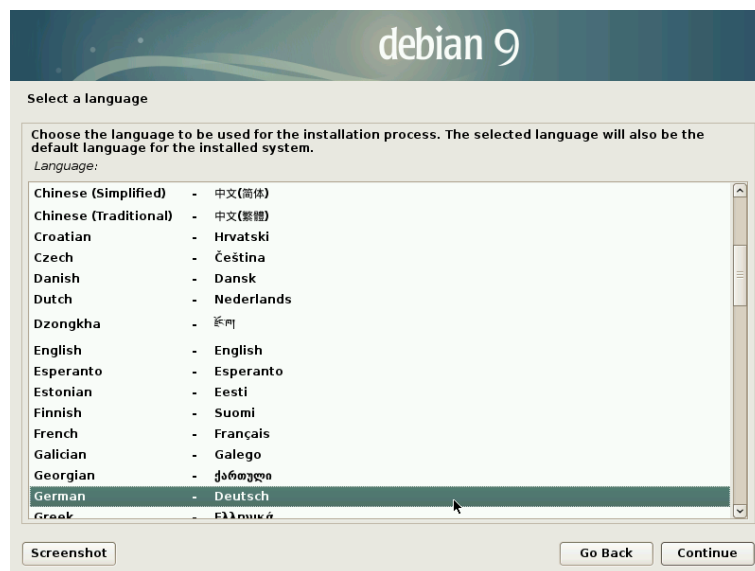 debian 9
Select a language
Choose the language to be used for the installation process. The selected language will also be the
default language for the installed system.
Language:
Chinese (Simplified) - 中文(简体)
Chinese (Traditional) - 中文(繁體)
Croatian - Hrvatski
Czech - Čeština
Danish - Dansk
Dutch - Nederlands
Dzongkha - རྫོང་ཁ།
English - English
Esperanto - Esperanto
Estonian - Eesti
Finnish - Suomi
French - Français
Galician - Galego
Georgian - ქართული
German - Deutsch
Greek - Ελληνικά
Screenshot
Go Back
Continue